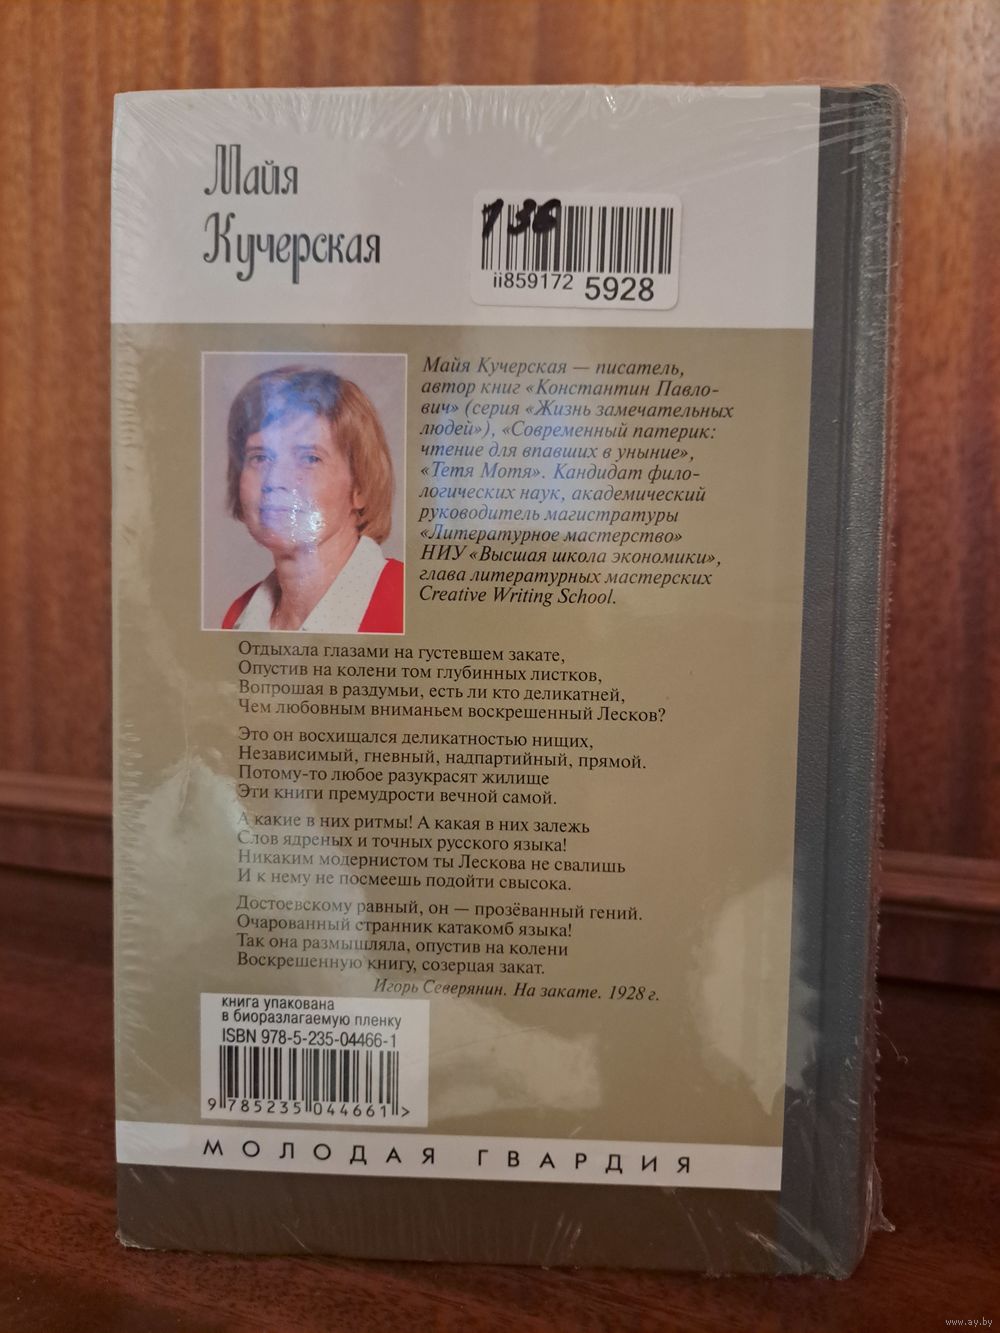 Майя
Кучерская
136
ii859172 5928
Майя Кучерская — писатель,
автор книг «Константин Павло-
вич» (серия «Жизнь замечательных
людей»), «Современный патерик:
чтение для впавших в уныние»,
«Тетя Мотя». Кандидат фило-
логических наук, академический
руководитель магистратуры
«Литературное мастерство»
НИУ «Высшая школа экономики»,
глава литературных мастерских
Creative Writing School.
Отдыхала глазами на густевшем закате,
Опустив на колени том глубинных листков,
Вопрошая в раздумьи, есть ли кто деликатней,
Чем любовным вниманьем воскрешенный Лесков?
Это он восхищался деликатностью нищих,
Независимый, гневный, надпартийный, прямой.
Потому-то любое разукрасят жилище
Эти книги премудрости вечной самой.
А какие в них ритмы! А какая в них залежь
Слов ядреных и точных русского языка!
Никаким модернистом ты Лескова не свалишь
И к нему не посмеешь подойти свысока.
Достоевскому равный, он — прозёванный гений.
Очарованный странник катакомб языка!
Так она размышляла, опустив на колени
Воскрешенную книгу, созерцая закат.
Игорь Северянин. На закате. 1928 г.
книга упакована
в биоразлагаемую пленку
ISBN 978-5-235-04466-1
9 785235 044661 >
МОЛОДАЯ ГВАРДИЯ
www.ay.by